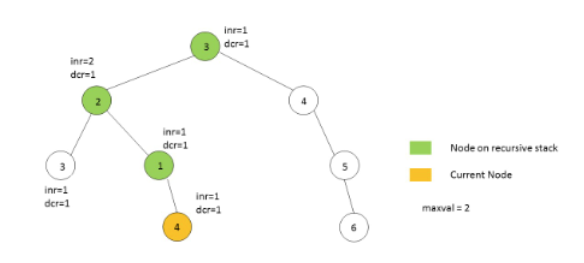 inr=1
3
dcr=1
inr=2
dcr=1
2
4
inr=1
dcr=1
3
1
5
Node on recursive stack
Current Node
inr=1
dcr=1
inr=1
dcr=1
4
6
maxval = 2